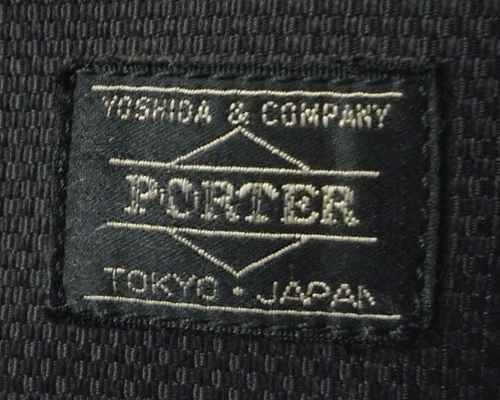 YOSHIDA & COMPANY
PORTER
TOKYO • JAPAN